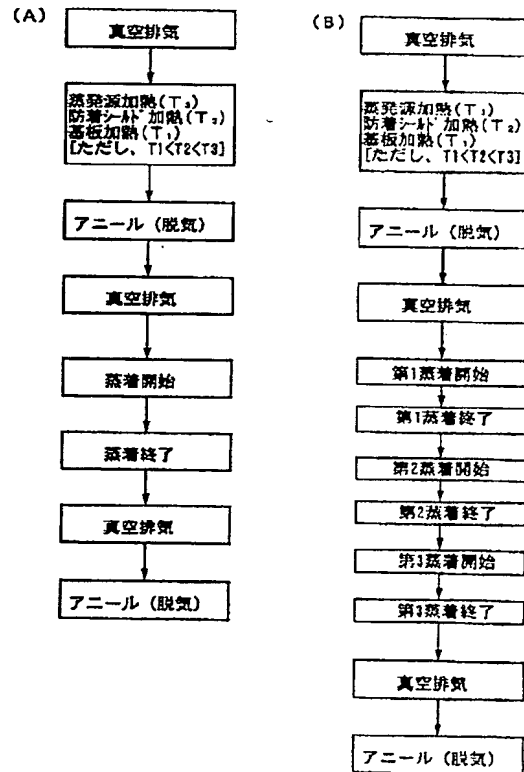 (A)
真空排気
蒸発源加熱(T₃)
防着シールド加熱(T₂)
基板加熱(T₁)
[ただし、T1<T2<T3]
アニール(脱気)
真空排気
蒸着開始
蒸着終了
真空排気
アニール(脱気)
(B)
真空排気
蒸発源加熱(T₃)
防着シールド加熱(T₂)
基板加熱(T₁)
[ただし、T1<T2<T3]
アニール(脱気)
真空排気
第1蒸着開始
第1蒸着終了
第2蒸着開始
第2蒸着終了
第3蒸着開始
第3蒸着終了
真空排気
アニール(脱気)